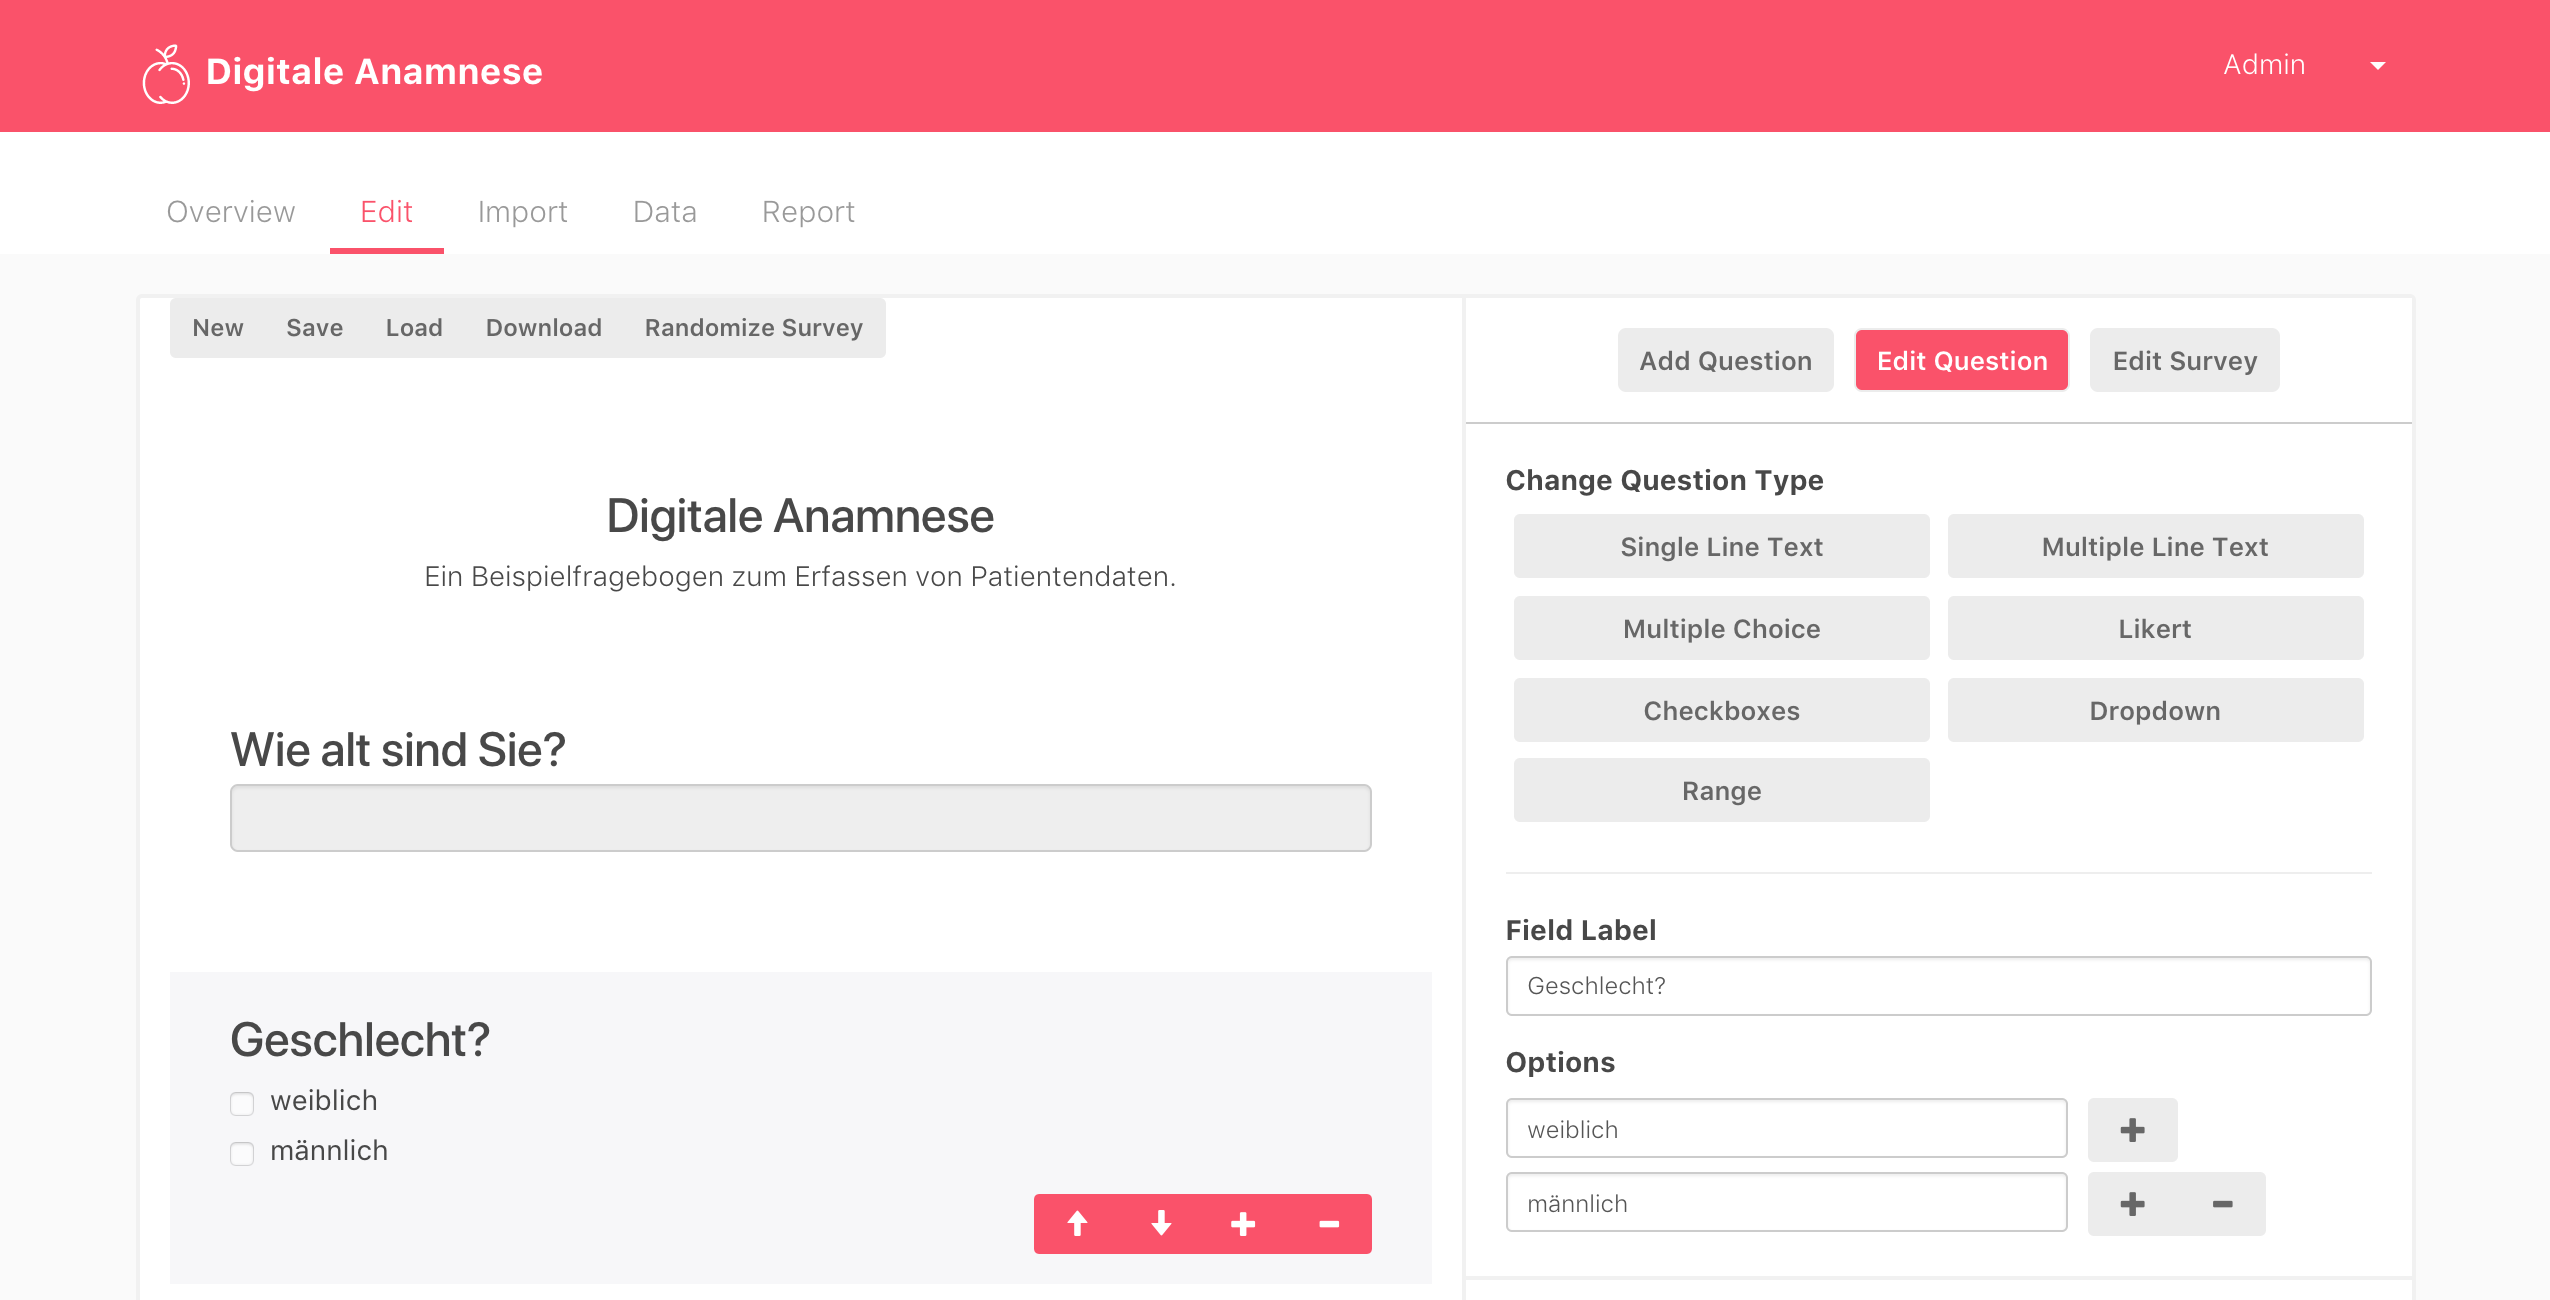 Digitale Anamnese
Admin
Overview Edit Import Data Report
New Save Load Download Randomize Survey
Digitale Anamnese
Ein Beispielfragebogen zum Erfassen von Patientendaten.
Wie alt sind Sie?
Geschlecht?
weiblich
männlich
Add Question Edit Question Edit Survey
Change Question Type
Single Line Text Multiple Line Text
Multiple Choice Likert
Checkboxes Dropdown
Range
Field Label
Geschlecht?
Options
weiblich
männlich